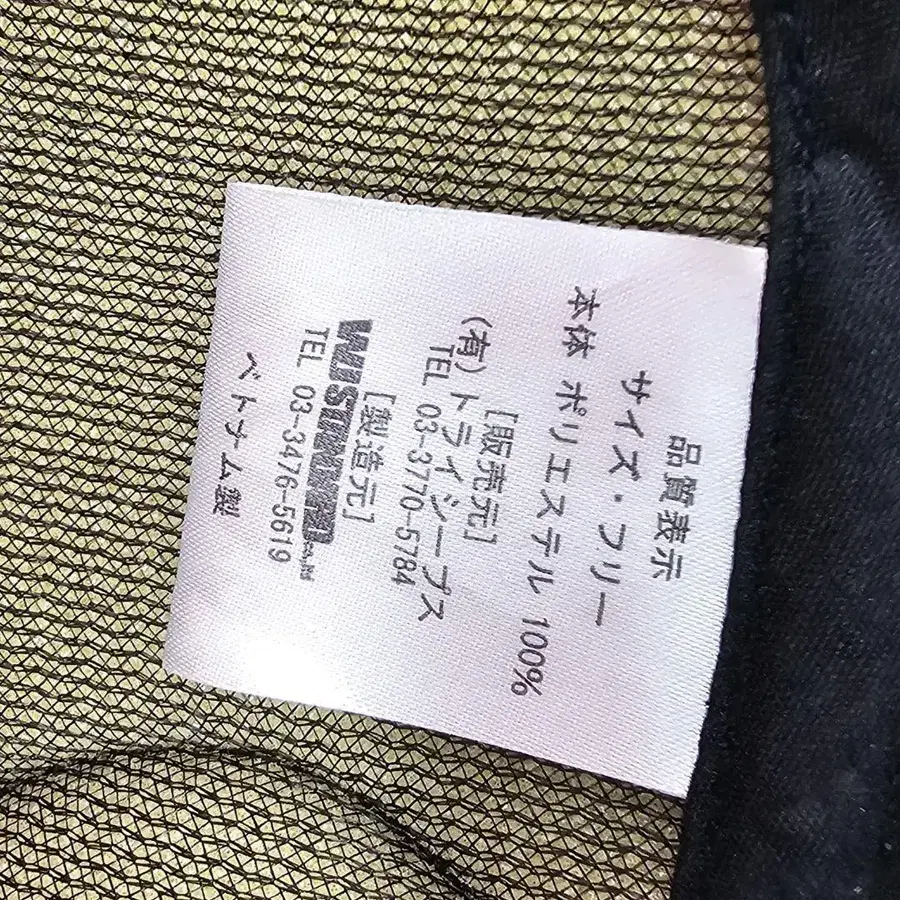 品質表示
サイズ・フリー
本体 ポリエステル 100%
[販売元]
(有)トライシープス
TEL 03-3770-5784
[製造元]
Co.,ltd
TEL 03-3476-5619
ベトナム製